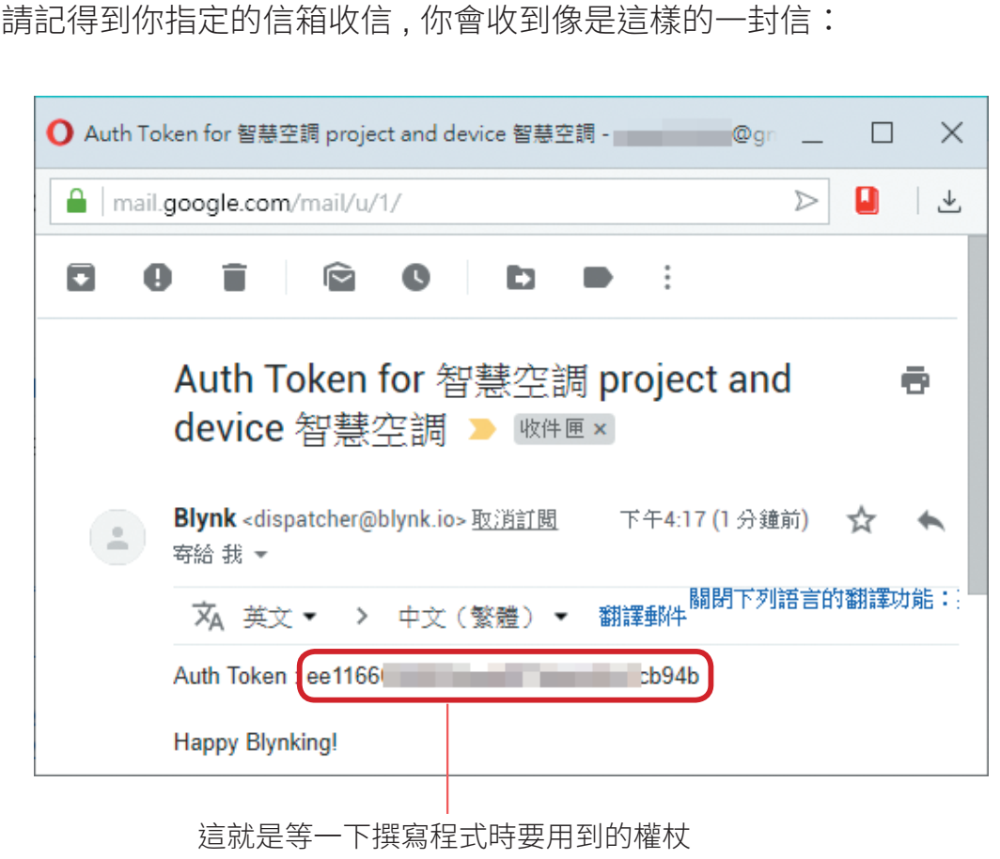 請記得到你指定的信箱收信 , 你會收到像是這樣的一封信：
Auth Token for 智慧空調 project and device 智慧空調 - @gr
mail.google.com/mail/u/1/
Auth Token for 智慧空調 project and
device 智慧空調 收件匣 ×
Blynk <dispatcher@blynk.io> 取消訂閱 下午4:17 (1 分鐘前)
寄給 我
英文 > 中文（繁體） 翻譯郵件 關閉下列語言的翻譯功能：
Auth Token : ee1166 cb94b
Happy Blynking!
這就是等一下撰寫程式時要用到的權杖